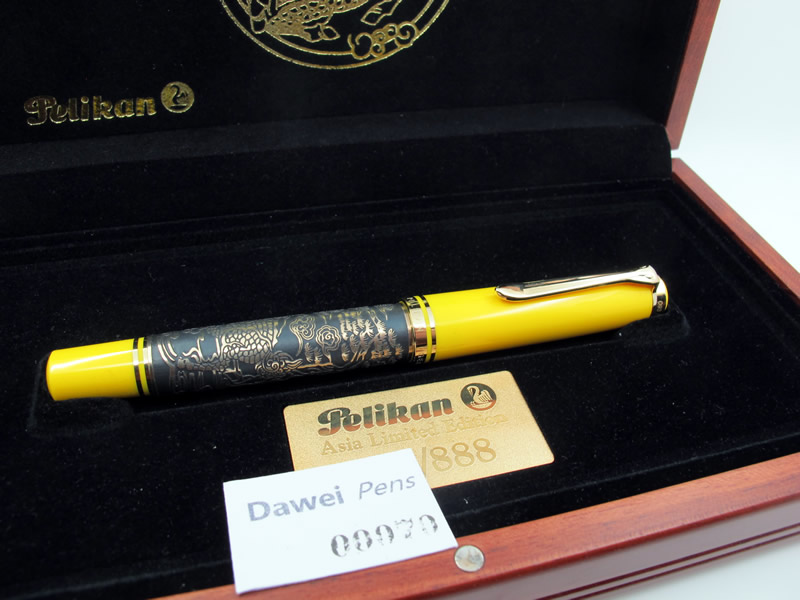 Pelikan
Pelikan
Asia Limited Edition
/888
Dawei Pens
00070